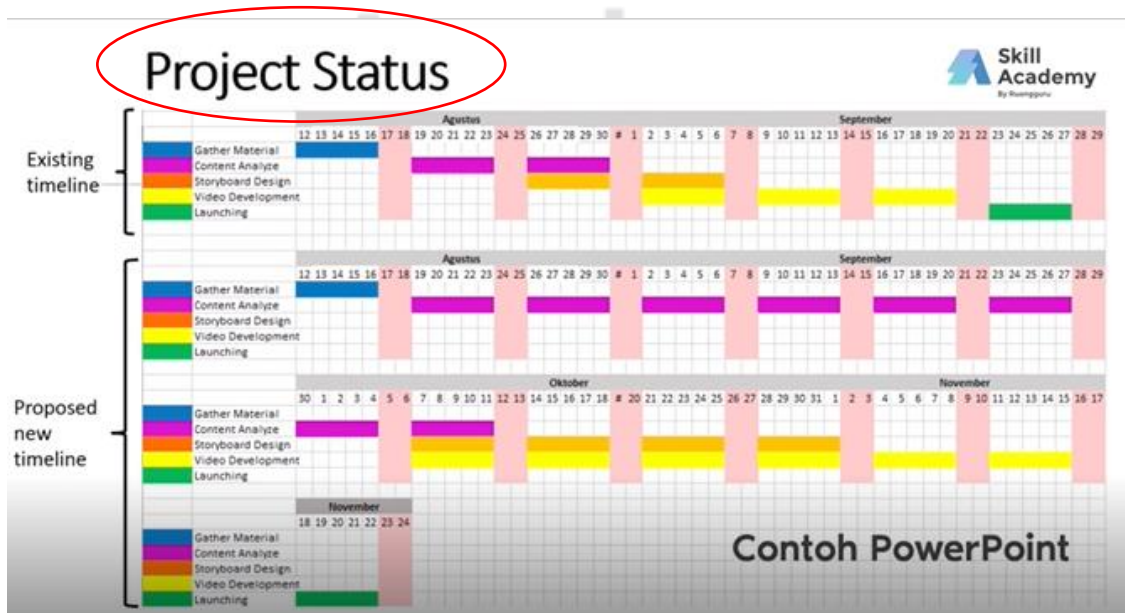 Project Status
Skill
Academy
By Ruangguru
Existing
timeline
Agustus September
12 13 14 15 16 17 18 19 20 21 22 23 24 25 26 27 28 29 30 # 1 2 3 4 5 6 7 8 9 10 11 12 13 14 15 16 17 18 19 20 21 22 23 24 25 26 27 28 29
Gather Material
Content Analyze
Storyboard Design
Video Development
Launching
Proposed
new
timeline
Agustus September
12 13 14 15 16 17 18 19 20 21 22 23 24 25 26 27 28 29 30 # 1 2 3 4 5 6 7 8 9 10 11 12 13 14 15 16 17 18 19 20 21 22 23 24 25 26 27 28 29
Gather Material
Content Analyze
Storyboard Design
Video Development
Launching
Oktober November
30 1 2 3 4 5 6 7 8 9 10 11 12 13 14 15 16 17 18 # 20 21 22 23 24 25 26 27 28 29 30 31 1 2 3 4 5 6 7 8 9 10 11 12 13 14 15 16 17
Gather Material
Content Analyze
Storyboard Design
Video Development
Launching
November
18 19 20 21 22 23 24
Gather Material
Content Analyze
Storyboard Design
Video Development
Launching
Contoh PowerPoint